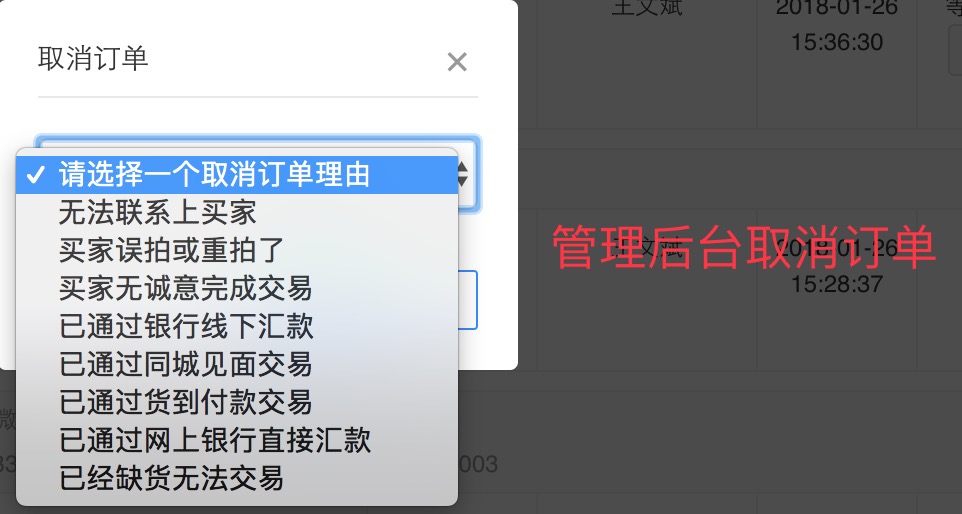 王文斌
2018-01-26
15:36:30
取消订单
请选择一个取消订单理由
无法联系上买家
买家误拍或重拍了
买家无诚意完成交易
已通过银行线下汇款
已通过同城见面交易
已通过货到付款交易
已通过网上银行直接汇款
已经缺货无法交易
管理后台取消订单
王文斌
2018-01-26
15:28:37
微
003